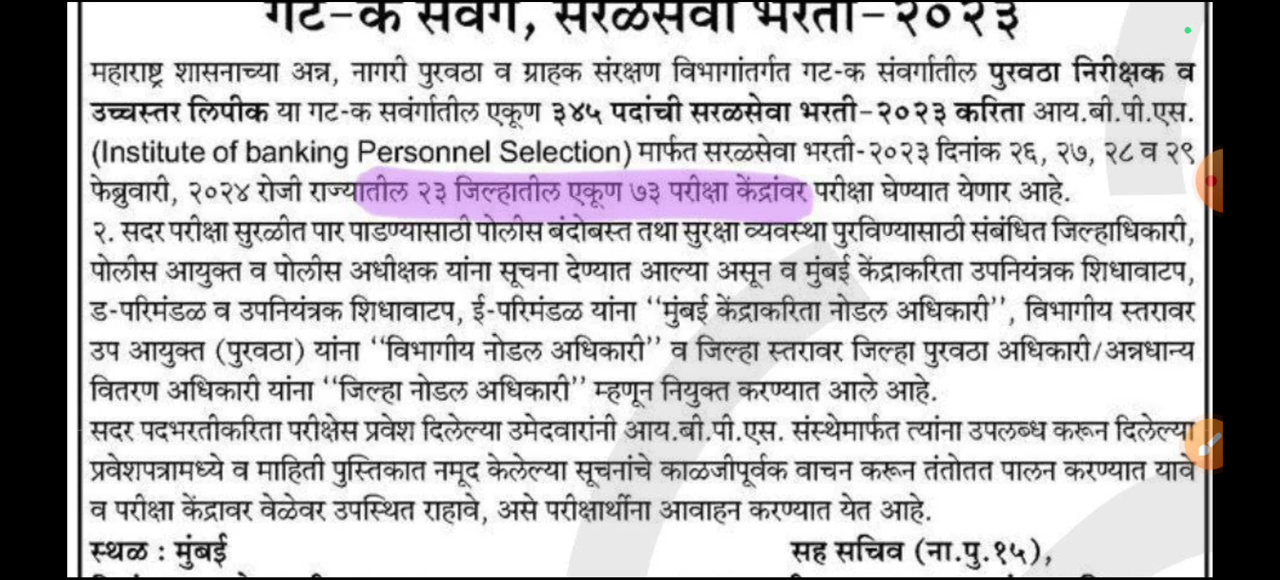 गट-क संवर्ग, सरळसेवा भरती-२०२३
महाराष्ट्र शासनाच्या अन्न, नागरी पुरवठा व ग्राहक संरक्षण विभागांतर्गत गट-क संवर्गातील पुरवठा निरीक्षक व
उच्चस्तर लिपीक या गट-क सवंर्गातील एकूण ३४५ पदांची सरळसेवा भरती-२०२३ करिता आय.बी.पी.एस.
(Institute of banking Personnel Selection) मार्फत सरळसेवा भरती-२०२३ दिनांक २६, २७, २८ व २९
फेब्रुवारी, २०२४ रोजी राज्यातील २३ जिल्हातील एकूण ७३ परीक्षा केंद्रांवर परीक्षा घेण्यात येणार आहे.
२. सदर परीक्षा सुरळीत पार पाडण्यासाठी पोलीस बंदोबस्त तथा सुरक्षा व्यवस्था पुरविण्यासाठी संबंधित जिल्हाधिकारी,
पोलीस आयुक्त व पोलीस अधीक्षक यांना सूचना देण्यात आल्या असून व मुंबई केंद्राकरिता उपनियंत्रक शिधावाटप,
ड-परिमंडळ व उपनियंत्रक शिधावाटप, ई-परिमंडळ यांना ‘‘मुंबई केंद्राकरिता नोडल अधिकारी’’, विभागीय स्तरावर
उप आयुक्त (पुरवठा) यांना ‘‘विभागीय नोडल अधिकारी’’ व जिल्हा स्तरावर जिल्हा पुरवठा अधिकारी/अन्नधान्य
वितरण अधिकारी यांना ‘‘जिल्हा नोडल अधिकारी’’ म्हणून नियुक्त करण्यात आले आहे.
सदर पदभरतीकरिता परीक्षेस प्रवेश दिलेल्या उमेदवारांनी आय.बी.पी.एस. संस्थेमार्फत त्यांना उपलब्ध करून दिलेल्या
प्रवेशपत्रामध्ये व माहिती पुस्तिकात नमूद केलेल्या सूचनांचे काळजीपूर्वक वाचन करून तंतोतत पालन करण्यात यावे
व परीक्षा केंद्रावर वेळेवर उपस्थित राहावे, असे परीक्षार्थींना आवाहन करण्यात येत आहे.
स्थळ : मुंबई सह सचिव (ना.पु.१५),